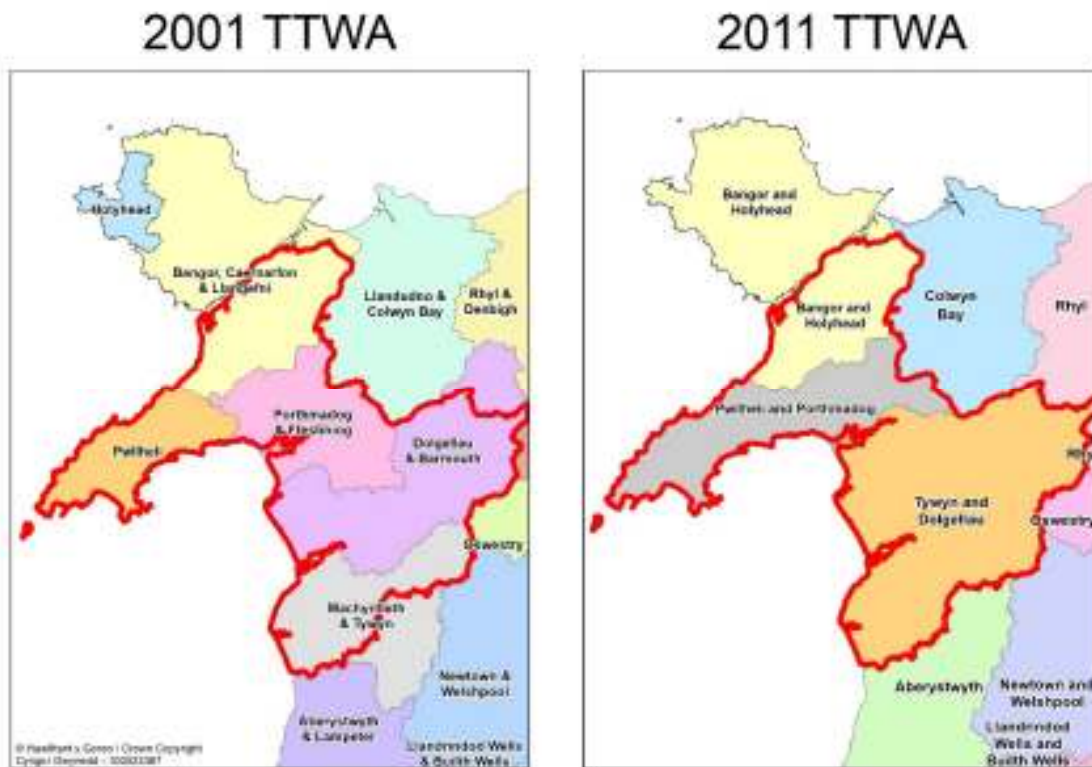 2001 TTWA
2011 TTWA
Holyhead
Bangor, Caernarfon
& Llangefni
Llandudno &
Colwyn Bay
Rhyl &
Denbigh
Porthmadog
& Ffestiniog
Pwllheli
Dolgellau
& Barmouth
Oswestry
Machynlleth
& Tywyn
Newtown &
Welshpool
Aberystwyth
& Lampeter
Llandrindod Wells
& Builth Wells
Crown Copyright
Bangor and
Holyhead
Bangor and
Holyhead
Colwyn
Bay
Rhyl
Pwllheli and Porthmadog
Tywyn and
Dolgellau
Oswestry
Aberystwyth
Newtown and
Welshpool
Llandrindod
Wells and
Builth Wells